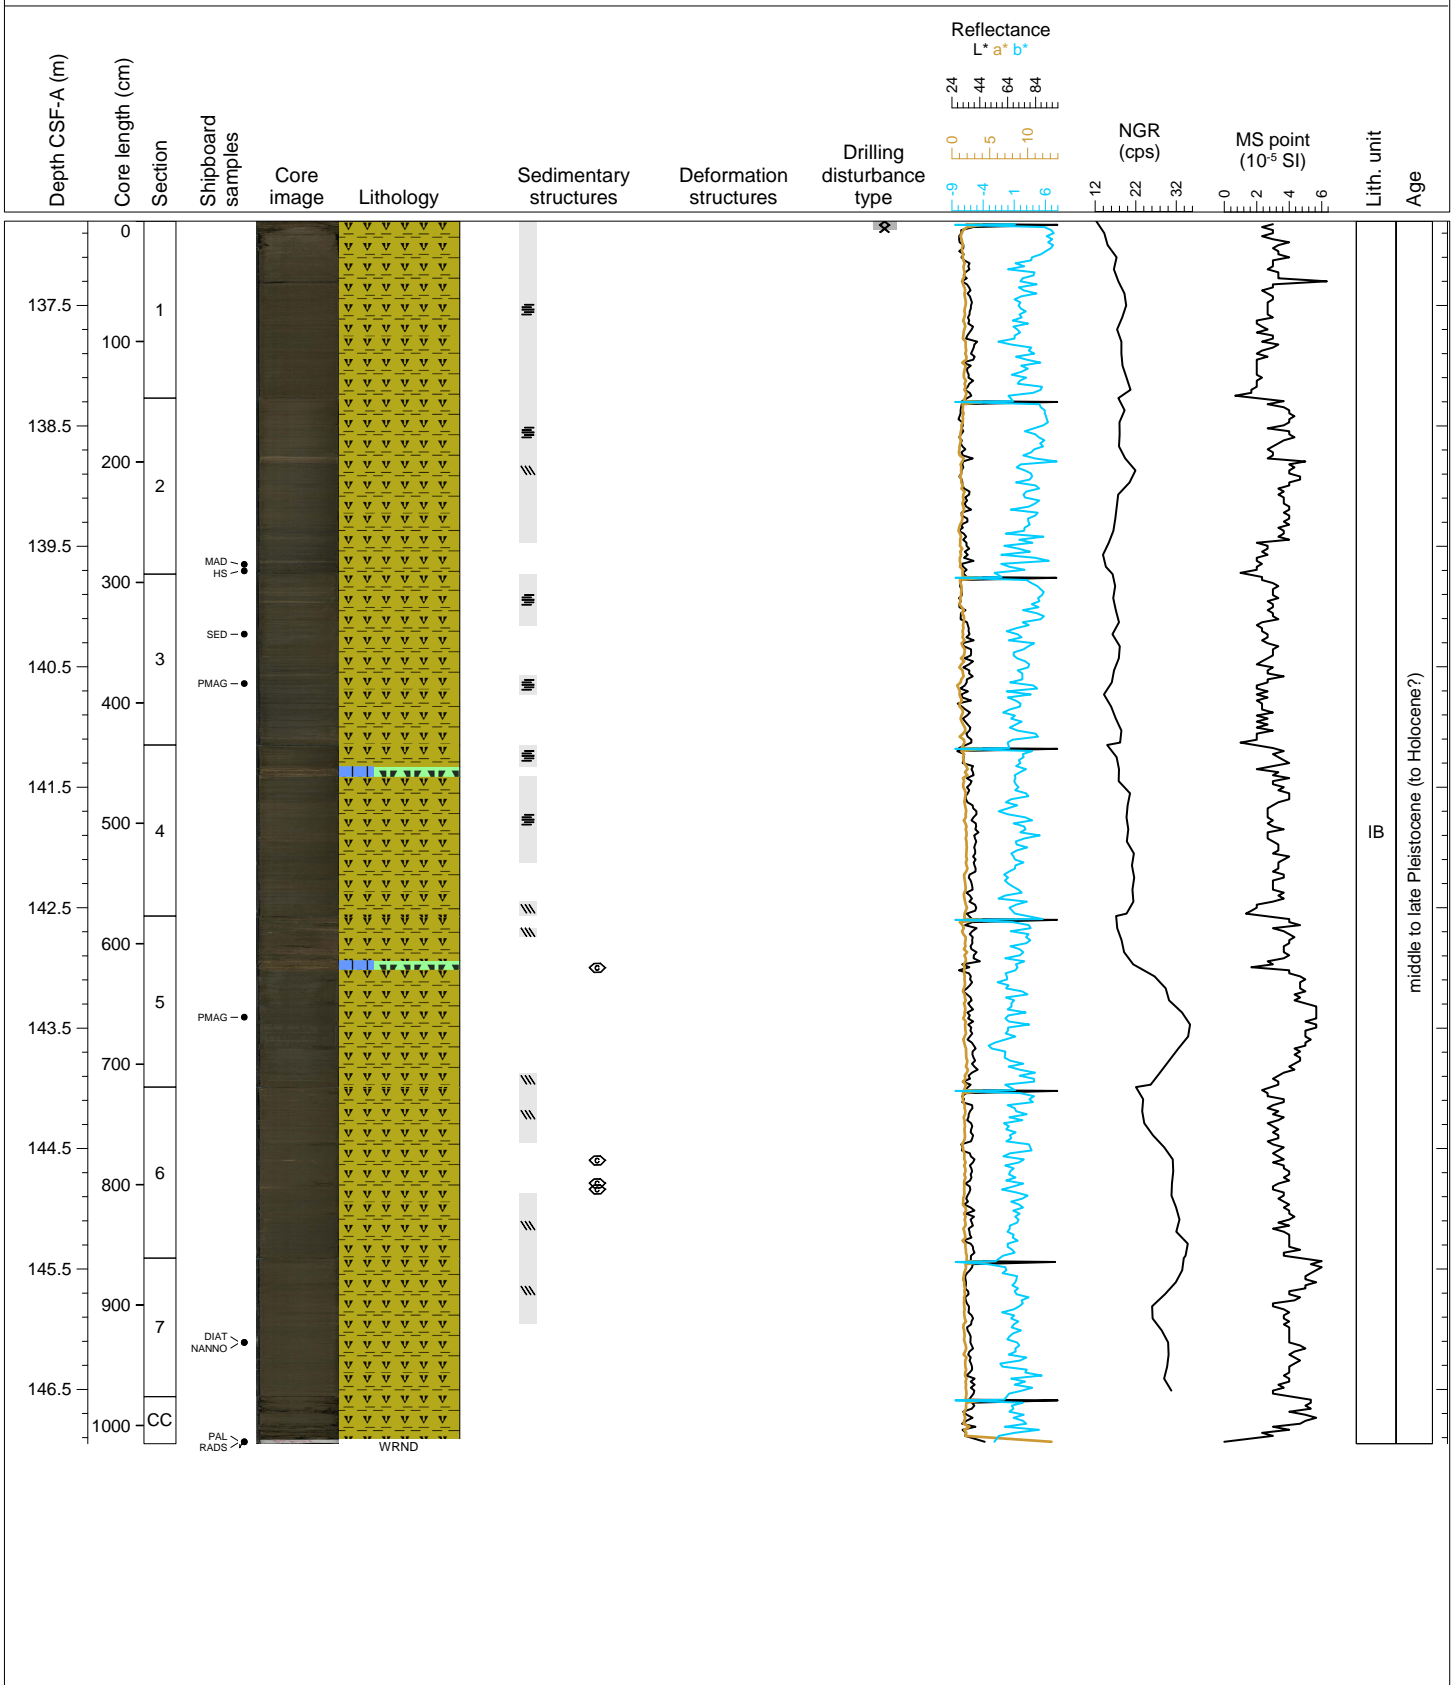 Depth CSF-A (m)
Core length (cm)
Section
Shipboard
samples
Core
image
Lithology
Sedimentary
structures
Deformation
structures
Drilling
disturbance
type
Reflectance
L* a* b*
24 44 64 84
0 5 10
-9 -4 1 6
NGR
(cps)
12 22 32
MS point
(10-5 SI)
0 2 4 6
Lith. unit
Age
0
137.5
1
100
138.5
200
2
139.5
MAD
HS
300
SED
140.5
3
PMAG
400
141.5
500
4
IB
middle to late Pleistocene (to Holocene?)
142.5
600
C
5
PMAG
143.5
700
144.5
C
6
800
C
C
145.5
900
7
DIAT
NANNO
146.5
CC
1000
PAL
RADS
WRND